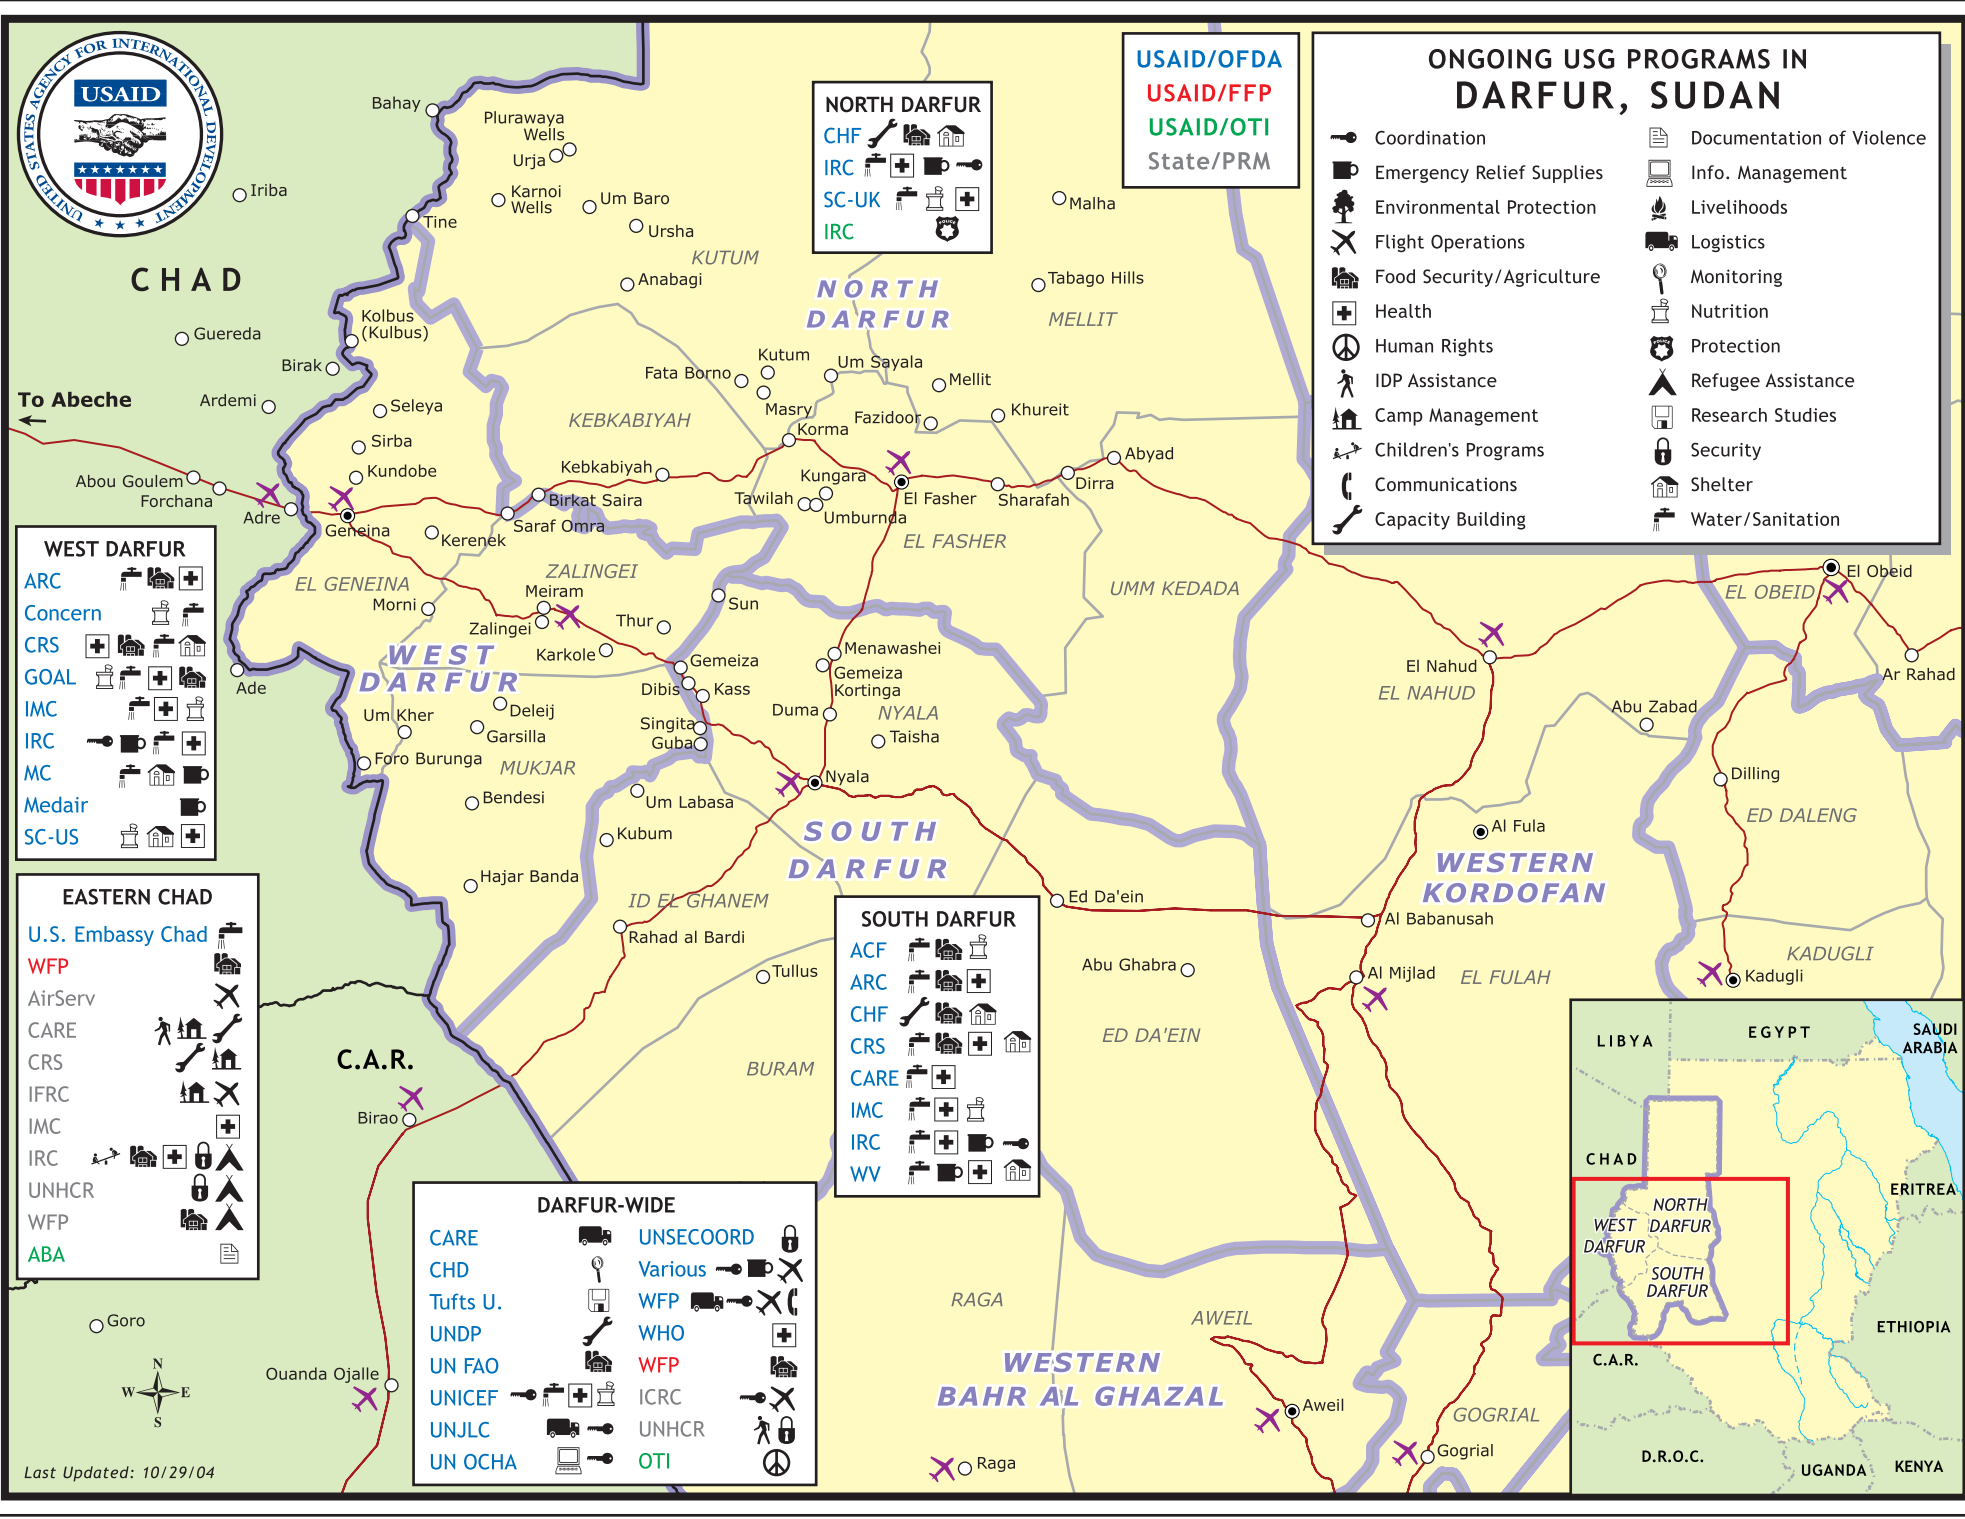 UNITED STATES AGENCY FOR INTERNATIONAL DEVELOPMENT
USAID
USAID/OFDA
USAID/FFP
USAID/OTI
State/PRM
ONGOING USG PROGRAMS IN
DARFUR, SUDAN
Coordination
Emergency Relief Supplies
Environmental Protection
Flight Operations
Food Security/Agriculture
Health
Human Rights
IDP Assistance
Camp Management
Children's Programs
Communications
Capacity Building
Documentation of Violence
Info. Management
Livelihoods
Logistics
Monitoring
Nutrition
Protection
Refugee Assistance
Research Studies
Security
Shelter
Water/Sanitation
NORTH DARFUR
CHF
IRC
SC-UK
IRC
Bahay
Plurawaya
Wells
Urja
Karnoi
Wells
Um Baro
Ursha
Iriba
Tine
Malha
KUTUM
CHAD
Anabagi
Tabago Hills
NORTH
DARFUR
MELLIT
Kolbus
(Kulbus)
Guereda
Birak
Kutum
Um Sayala
Fata Borno
Mellit
To Abeche
Ardemi
Seleya
Masry
Fazidoor
Khureit
KEBKABIYAH
Korma
Sirba
Abyad
Kundobe
Kebkabiyah
Kungara
Abou Goulem
Forchana
Birkat Saira
Tawilah
El Fasher
Sharafah
Dirra
Adre
Geneina
Saraf Omra
Umburnda
Kerenek
EL FASHER
WEST DARFUR
ARC
Concern
CRS
GOAL
IMC
IRC
MC
Medair
SC-US
EL GENEINA
ZALINGEI
Meiram
UMM KEDADA
EL OBEID
El Obeid
Morni
Sun
Zalingei
Thur
Menawashei
Karkole
Gemeiza
WEST
DARFUR
Gemeiza
Kortinga
El Nahud
EL NAHUD
Ar Rahad
Ade
Dibis
Kass
Um Kher
Deleij
Duma
NYALA
Abu Zabad
Garsilla
Singita
Guba
Taisha
Foro Burunga
MUKJAR
Nyala
Dilling
Bendesi
Um Labasa
ED DALENG
Kubum
SOUTH
DARFUR
Al Fula
WESTERN
KORDOFAN
Hajar Banda
ID EL GHANEM
Ed Da'ein
Al Babanusah
Rahad al Bardi
KADUGLI
Tullus
Abu Ghabra
Al Mijlad
EL FULAH
Kadugli
EASTERN CHAD
U.S. Embassy Chad
WFP
AirServ
CARE
CRS
IFRC
IMC
IRC
UNHCR
WFP
ABA
SOUTH DARFUR
ACF
ARC
CHF
CRS
CARE
IMC
IRC
WV
ED DA'EIN
C.A.R.
BURAM
Birao
DARFUR-WIDE
CARE
CHD
Tufts U.
UNDP
UN FAO
UNICEF
UNJLC
UN OCHA
UNSECOORD
Various
WFP
WHO
WFP
ICRC
UNHCR
OTI
RAGA
AWEIL
Goro
WESTERN
BAHR AL GHAZAL
Ouanda Ojalle
Aweil
GOGRIAL
Gogrial
Raga
N
W E
S
Last Updated: 10/29/04
LIBYA
EGYPT
SAUDI
ARABIA
CHAD
ERITREA
NORTH
DARFUR
WEST
DARFUR
SOUTH
DARFUR
ETHIOPIA
C.A.R.
D.R.O.C.
UGANDA
KENYA